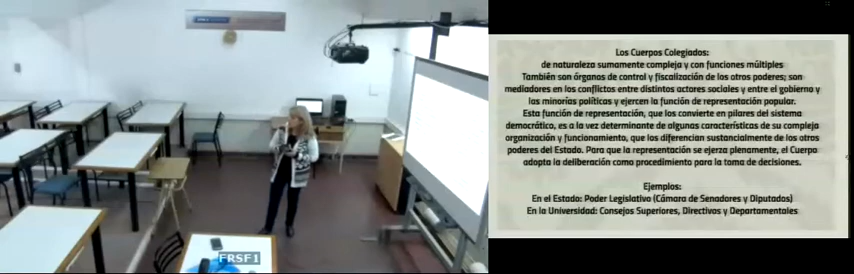 FRSF1
Los Cuerpos Colegiados:
de naturaleza sumamente compleja y con funciones múltiples
También son órganos de control y fiscalización de los otros poderes; son
mediadores en los conflictos entre distintos actores sociales y entre el gobierno y
las minorías políticas y ejercen la función de representación popular.
Esta función de representación, que los convierte en pilares del sistema
democrático, es a la vez determinante de algunas características de su compleja
organización y funcionamiento, que los diferencian sustancialmente de los otros
poderes del Estado. Para que la representación se ejerza plenamente, el Cuerpo
adopta la deliberación como procedimiento para la toma de decisiones.
Ejemplos:
En el Estado: Poder Legislativo (Cámara de Senadores y Diputados)
En la Universidad: Consejos Superiores, Directivos y Departamentales